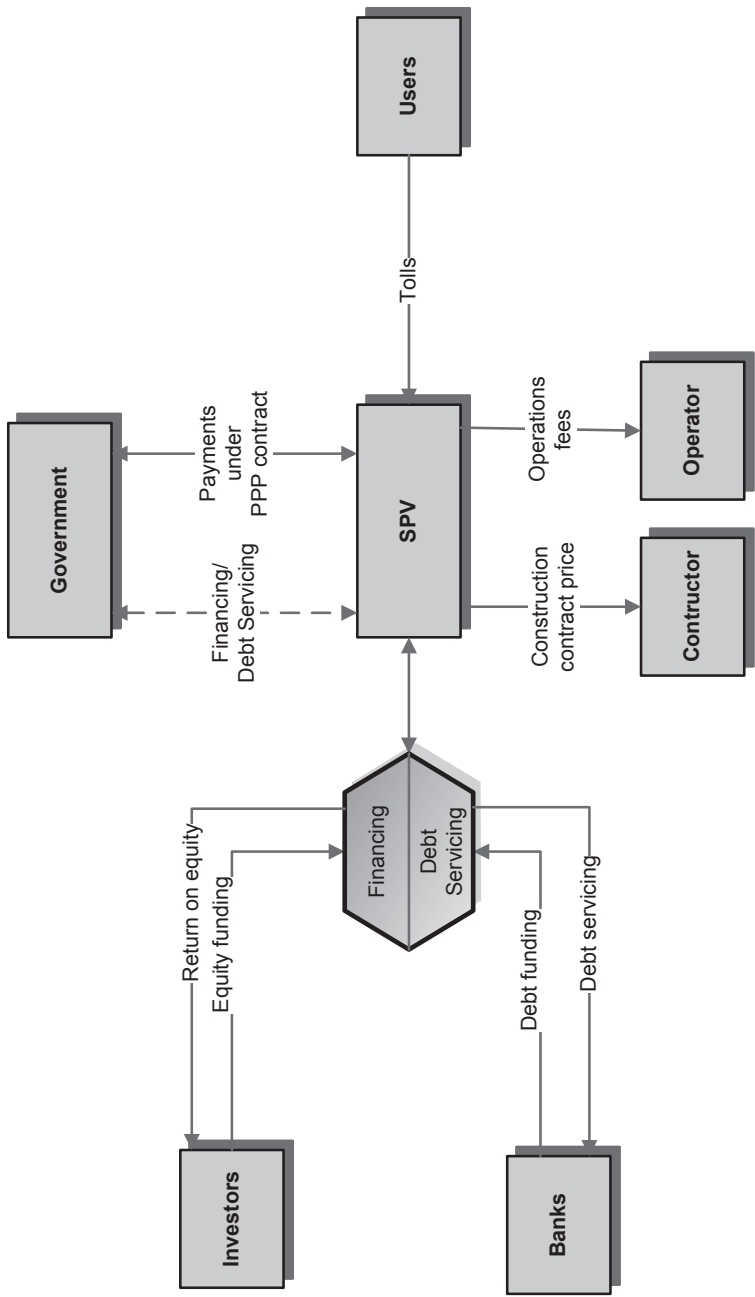 Government
Financing/
Debt Servicing
Payments
under
PPP contract
Investors
Return on equity
Equity funding
Financing
Debt
Servicing
SPV
Tolls
Users
Banks
Debt funding
Debt servicing
Construction
contract price
Operations
fees
Contructor
Operator